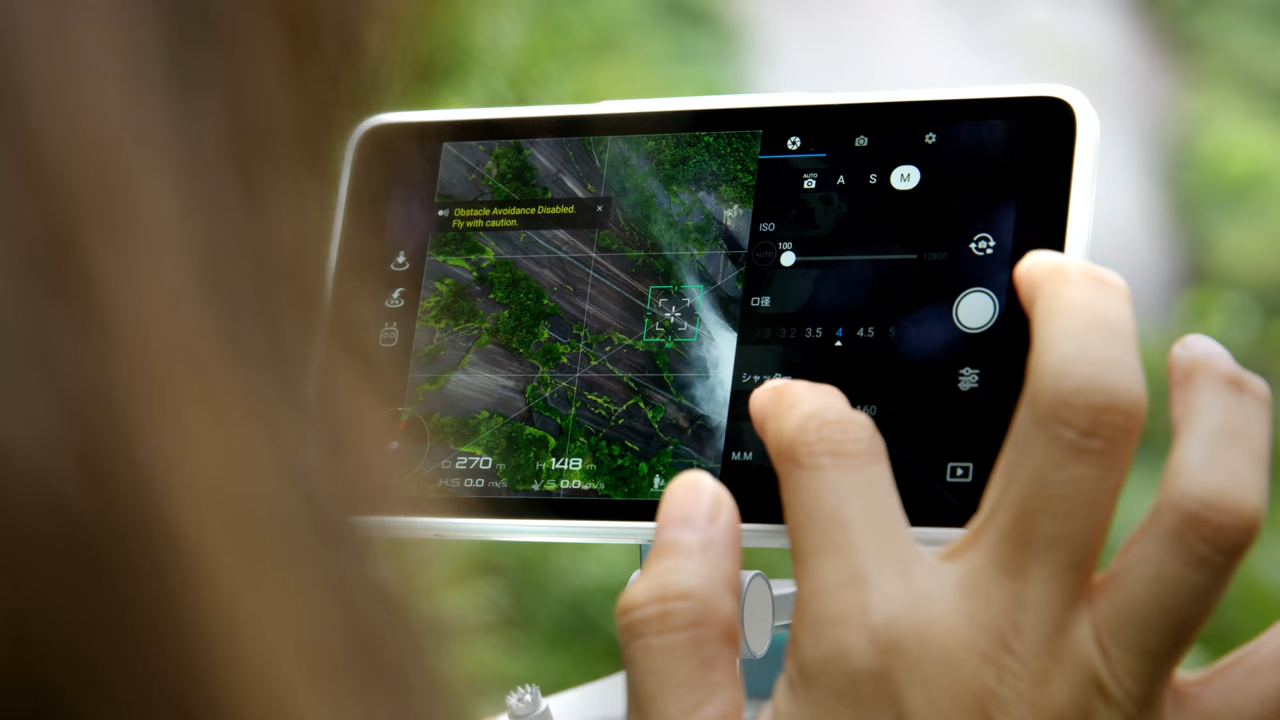 Obstacle Avoidance Disabled.
Fly with caution.
D 270 m
H 148 m
H.S 0.0 m/s
V.S 0.0 m/s
AUTO
A
S
M
ISO
AUTO
100
12800
口径
3.2 3.5 4 4.5 5
シャッター
M.M